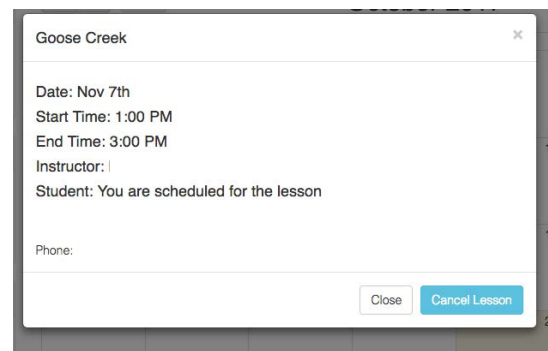 Goose Creek
×
Date: Nov 7th
Start Time: 1:00 PM
End Time: 3:00 PM
Instructor:
Student: You are scheduled for the lesson
Phone:
Close
Cancel Lesson